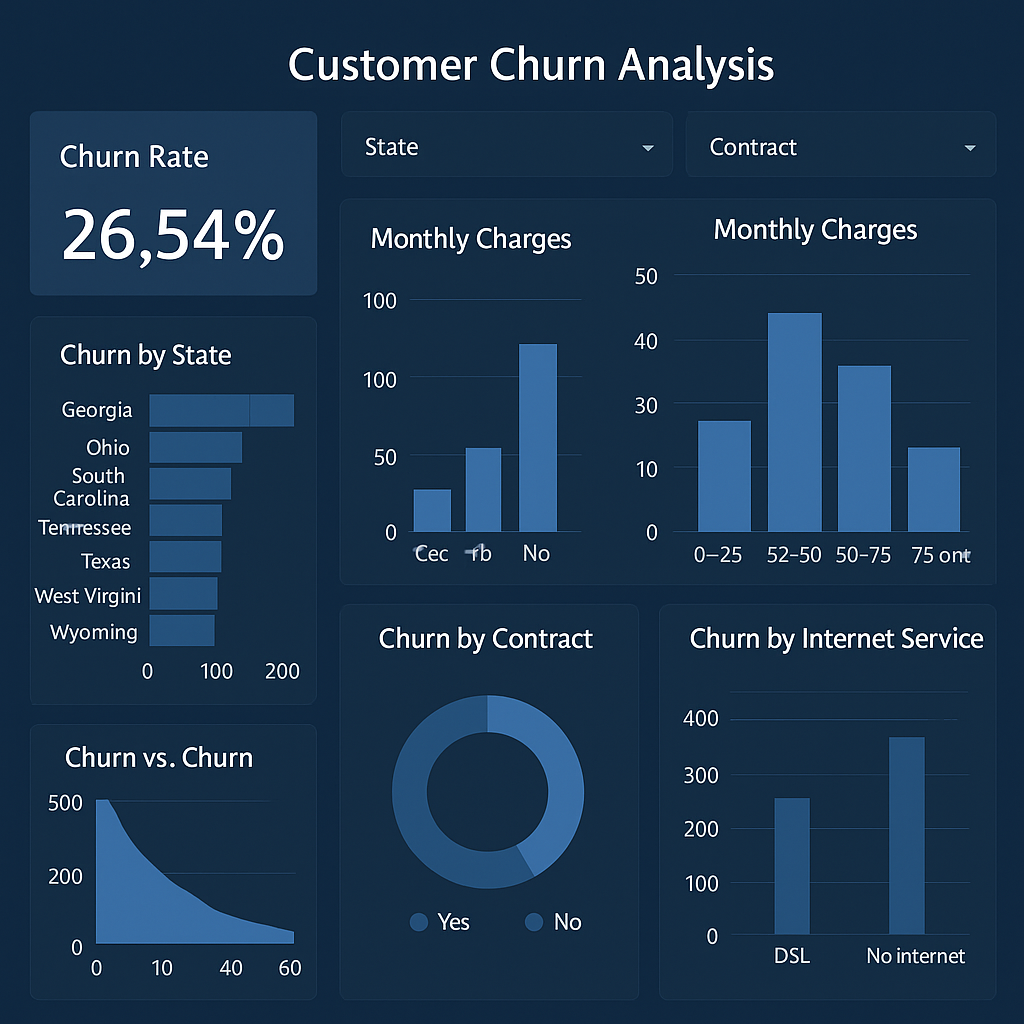 Customer Churn Analysis
Churn Rate
26,54%
State
Contract
Churn by State
Georgia
Ohio
South
Carolina
Tennessee
Texas
West Virgini
Wyoming
0 100 200
Monthly Charges
100
100
50
0
Cec rb No
Monthly Charges
50
40
30
10
0
0–25 52–50 50–75 75 ont
Churn vs. Churn
500
200
0
0 10 40 60
Churn by Contract
Yes No
Churn by Internet Service
400
300
200
100
0
DSL No internet